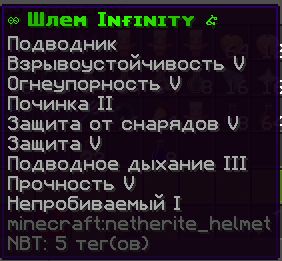 ∞ Шлем Infinity
Подводник
Взрывоустойчивость V
Огнеупорность V
Починка II
Защита от снарядов V
Защита V
Подводное дыхание III
Прочность V
Непробиваемый I
minecraft:netherite_helmet
NBT: 5 тег(ов)